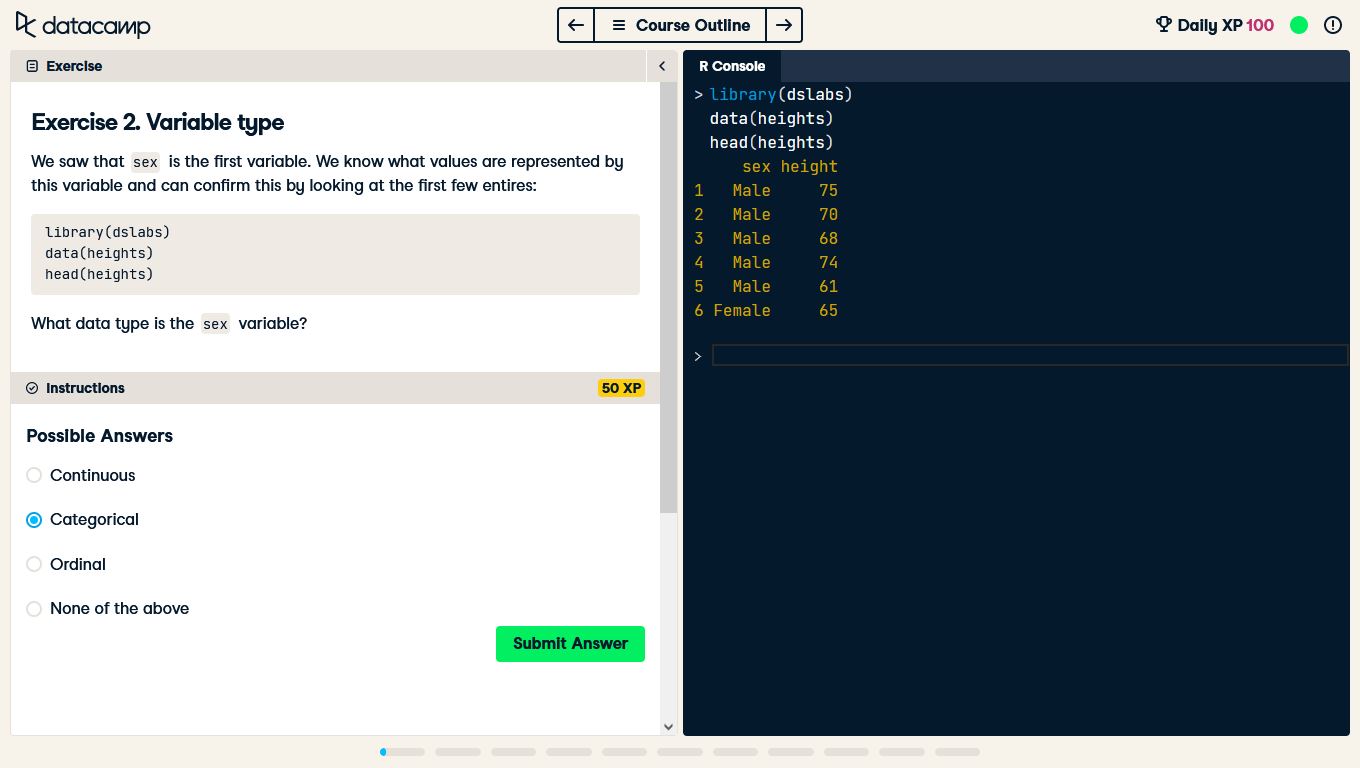 datacamp
Course Outline
Daily XP 100
Exercise
Exercise 2. Variable type
We saw that sex is the first variable. We know what values are represented by
this variable and can confirm this by looking at the first few entires:
library(dslabs)
data(heights)
head(heights)
What data type is the sex variable?
Instructions
50 XP
Possible Answers
Continuous
Categorical
Ordinal
None of the above
Submit Answer
R Console
> library(dslabs)
data(heights)
head(heights)
sex height
1 Male 75
2 Male 70
3 Male 68
4 Male 74
5 Male 61
6 Female 65
>